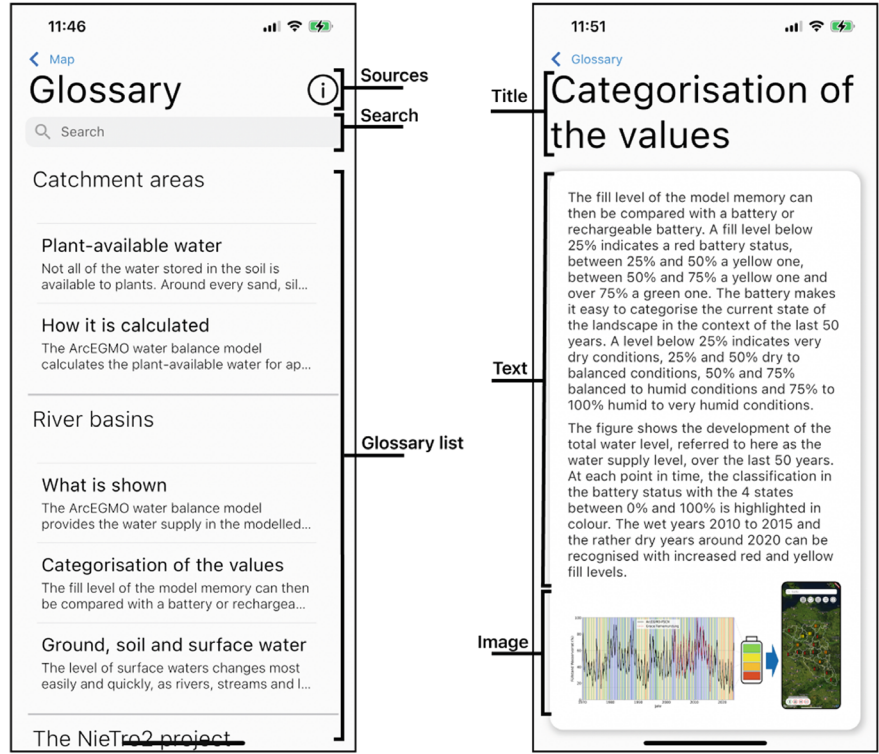 11:46
Map
Glossary
Search
Catchment areas
Plant-available water
Not all of the water stored in the soil is
available to plants. Around every sand, sil...
How it is calculated
The ArcEGMO water balance model
calculates the plant-available water for ap...
River basins
What is shown
The ArcEGMO water balance model
provides the water supply in the modelled...
Categorisation of the values
The fill level of the model memory can then
be compared with a battery or rechargea...
Ground, soil and surface water
The level of surface waters changes most
easily and quickly, as rivers, streams and l...
The NieTro2 project
Sources
Search
Glossary list
11:51
Glossary
Title
Categorisation of
the values
Text
The fill level of the model memory can
then be compared with a battery or
rechargeable battery. A fill level below
25% indicates a red battery status,
between 25% and 50% a yellow one,
between 50% and 75% a yellow one and
over 75% a green one. The battery makes
it easy to categorise the current state of
the landscape in the context of the last 50
years. A level below 25% indicates very
dry conditions, 25% and 50% dry to
balanced conditions, 50% and 75%
balanced to humid conditions and 75% to
100% humid to very humid conditions.
The figure shows the development of the
total water level, referred to here as the
water supply level, over the last 50 years.
At each point in time, the classification in
the battery status with the 4 states
between 0% and 100% is highlighted in
colour. The wet years 2010 to 2015 and
the rather dry years around 2020 can be
recognised with increased red and yellow
fill levels.
Image